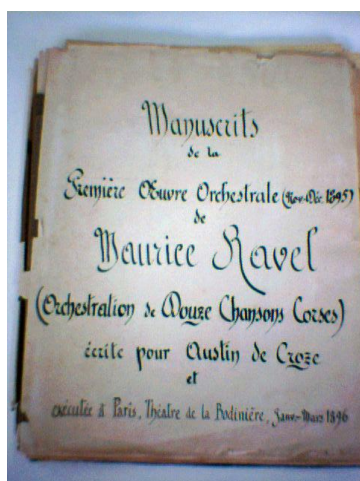 Manuscrits
de la
Première Œuvre Orchestrale (Nov.-Déc. 1895)
de
Maurice Ravel
(Orchestration de Douze Chansons Corses)
écrite pour Austin de Croze
et
exécutée à Paris, Théatre de la Bodinière, Janv.-Mars 1896